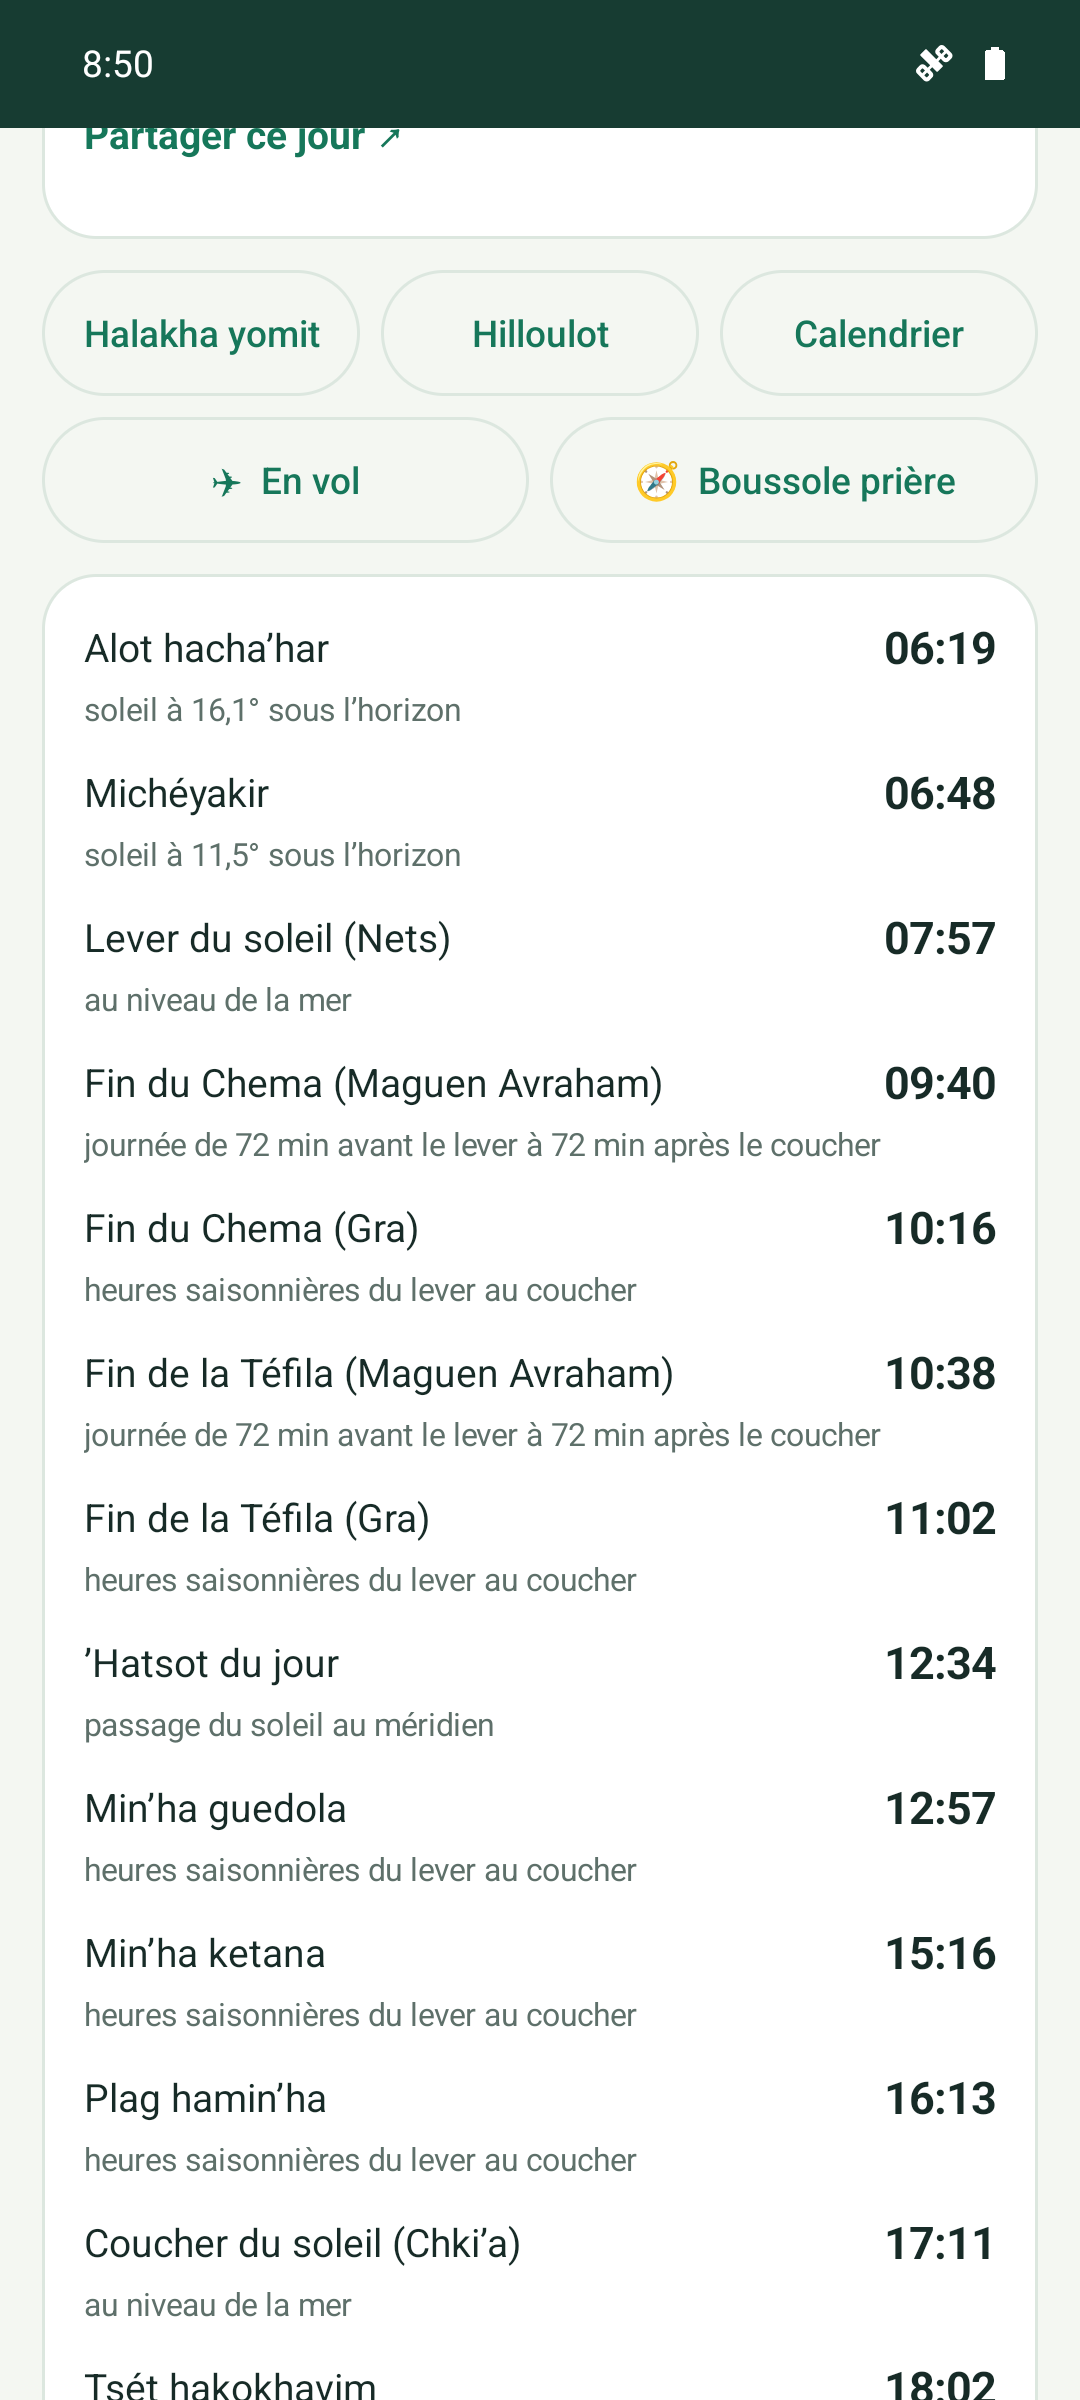 8:50
Partager ce jour ↗
Halakha yomit
Hilloulot
Calendrier
✈ En vol
🧭 Boussole prière
Alot hacha’har 06:19
soleil à 16,1° sous l’horizon
Michéyakir 06:48
soleil à 11,5° sous l’horizon
Lever du soleil (Nets) 07:57
au niveau de la mer
Fin du Chema (Maguen Avraham) 09:40
journée de 72 min avant le lever à 72 min après le coucher
Fin du Chema (Gra) 10:16
heures saisonnières du lever au coucher
Fin de la Téfila (Maguen Avraham) 10:38
journée de 72 min avant le lever à 72 min après le coucher
Fin de la Téfila (Gra) 11:02
heures saisonnières du lever au coucher
’Hatsot du jour 12:34
passage du soleil au méridien
Min’ha guedola 12:57
heures saisonnières du lever au coucher
Min’ha ketana 15:16
heures saisonnières du lever au coucher
Plag hamin’ha 16:13
heures saisonnières du lever au coucher
Coucher du soleil (Chki’a) 17:11
au niveau de la mer
Tsét hakokhavim 18:02